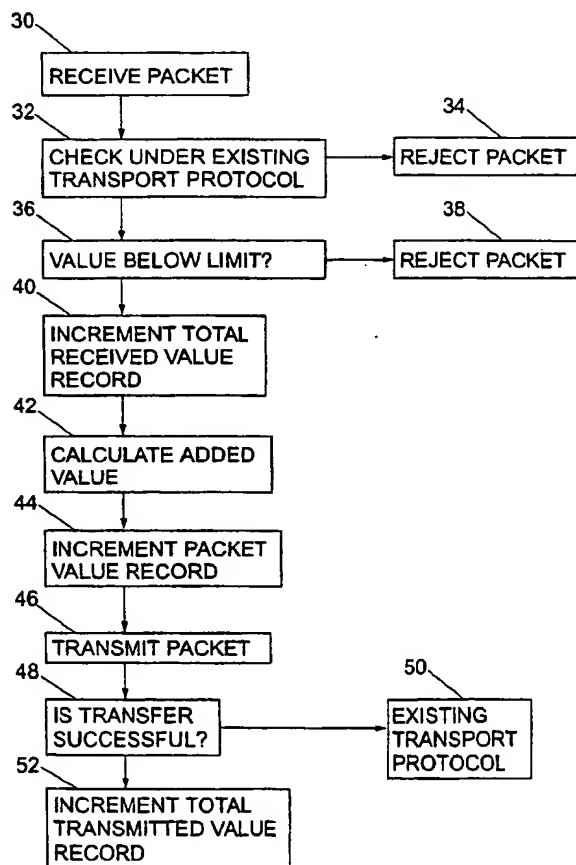 30
RECEIVE PACKET
32
CHECK UNDER EXISTING
TRANSPORT PROTOCOL
34
REJECT PACKET
36
VALUE BELOW LIMIT?
38
REJECT PACKET
40
INCREMENT TOTAL
RECEIVED VALUE
RECORD
42
CALCULATE ADDED
VALUE
44
INCREMENT PACKET
VALUE RECORD
46
TRANSMIT PACKET
48
IS TRANSFER
SUCCESSFUL?
50
EXISTING
TRANSPORT
PROTOCOL
52
INCREMENT TOTAL
TRANSMITTED VALUE
RECORD